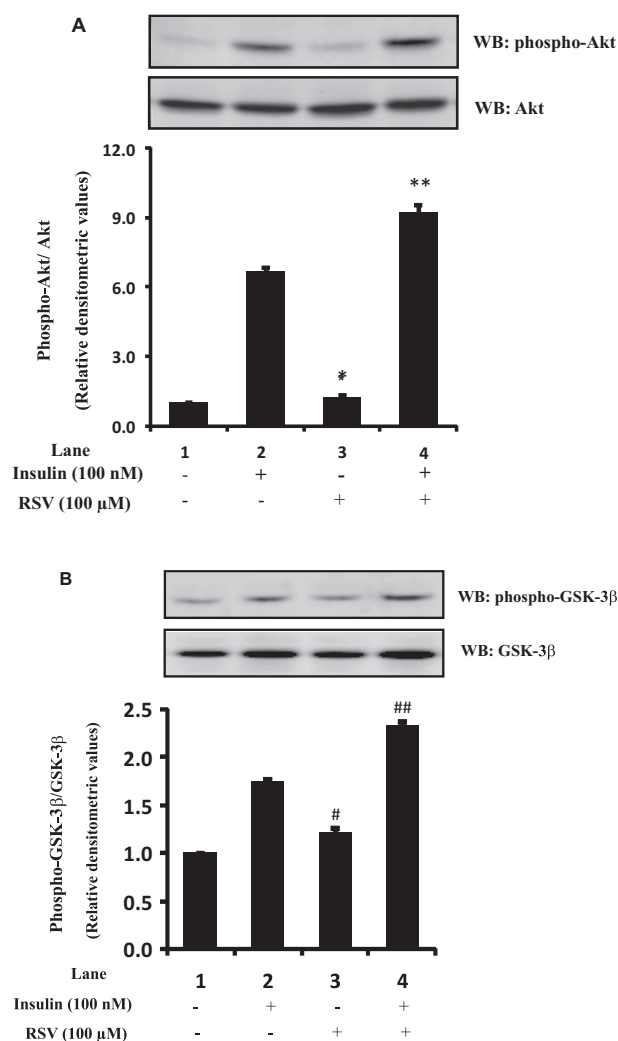 A
WB: phospho-Akt
WB: Akt
Phospho-Akt/ Akt
(Relative densitometric values)
12.0
9.0
6.0
3.0
0.0
*
**
Lane 1 2 3 4
Insulin (100 nM) - + - +
RSV (100 µM) - - + +
B
WB: phospho-GSK-3β
WB: GSK-3β
Phospho-GSK-3β/GSK-3β
(Relative densitometric values)
2.5
2.0
1.5
1.0
0.5
0.0
#
##
Lane 1 2 3 4
Insulin (100 nM) - + - +
RSV (100 µM) - - + +